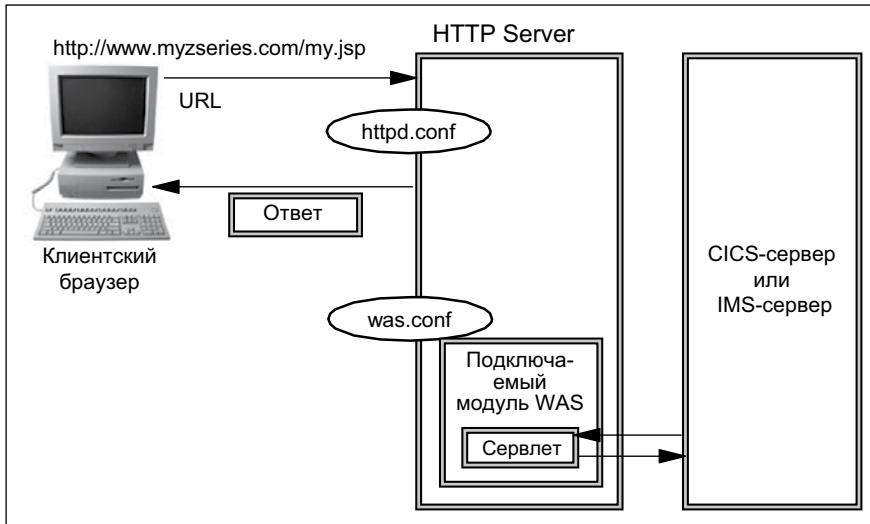 HTTP Server
http://www.myzseries.com/my.jsp
URL
httpd.conf
Ответ
Клиентский
браузер
was.conf
Подключа-
емый
модуль WAS
Сервлет
CICS-сервер
или
IMS-сервер